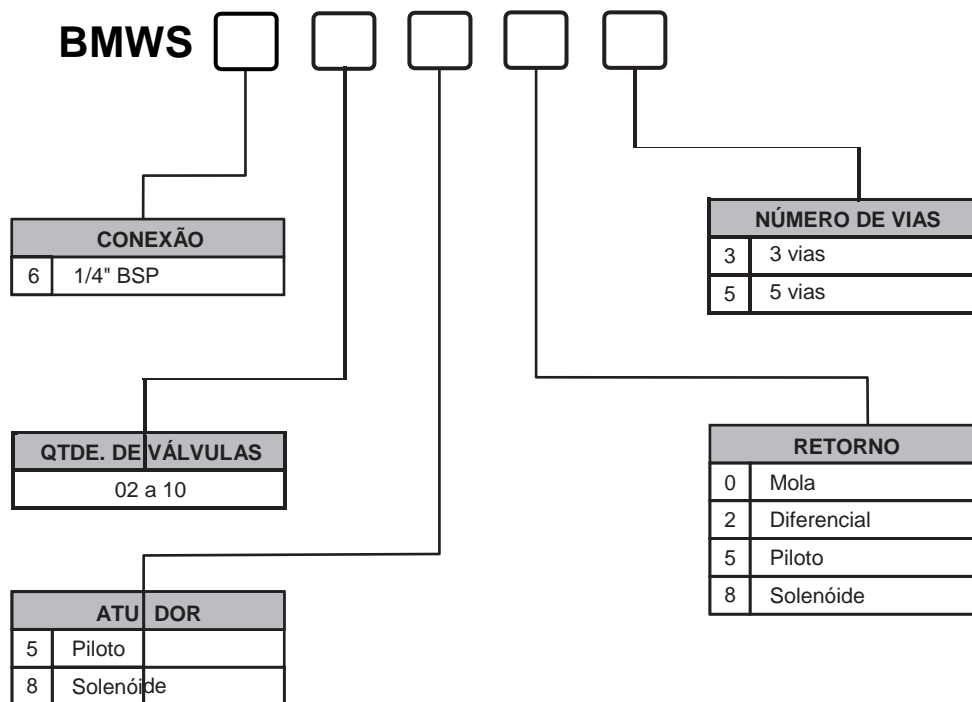 BMWS
CONEXÃO
6 1/4" BSP
QTDE. DE VÁLVULAS
02 a 10
ATU DOR
5 Piloto
8 Solenóide
NÚMERO DE VIAS
3 3 vias
5 5 vias
RETORNO
0 Mola
2 Diferencial
5 Piloto
8 Solenóide